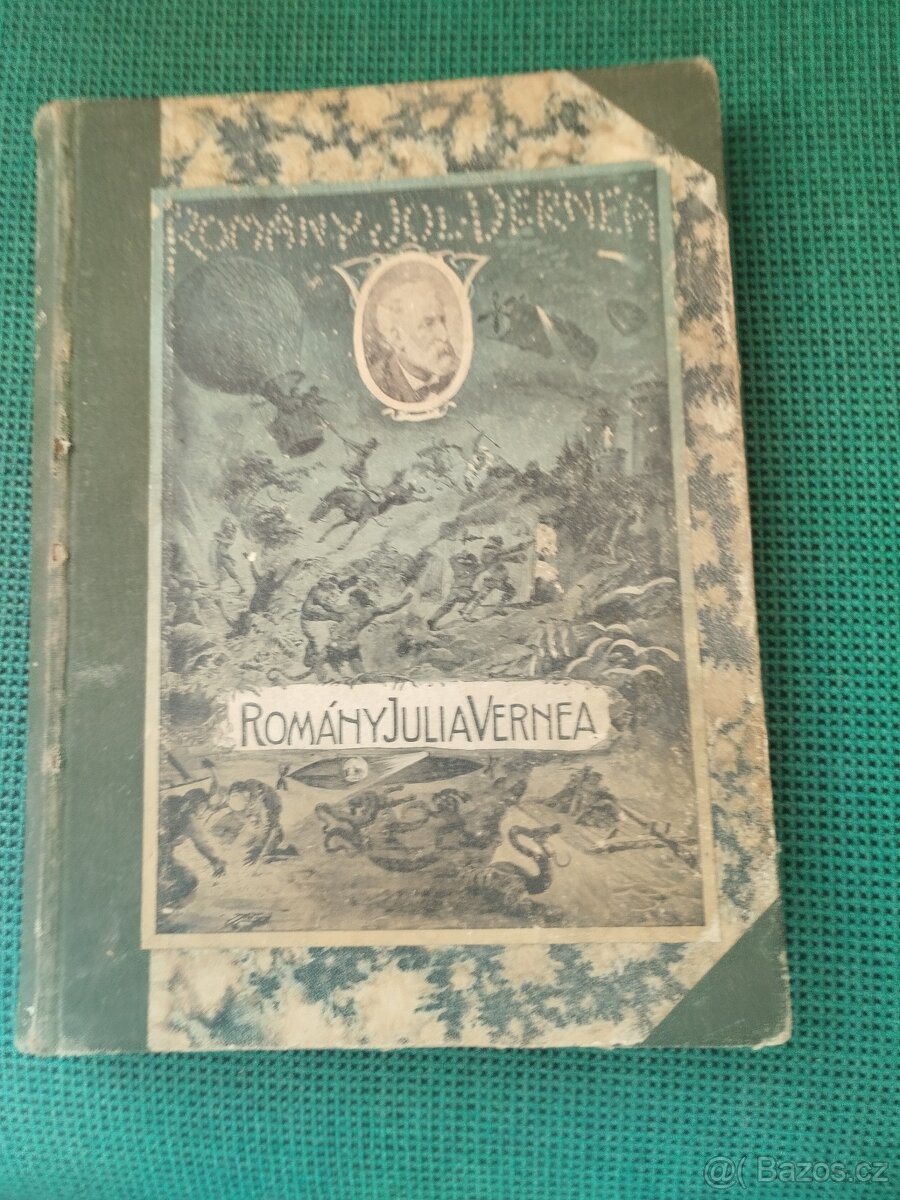 ROMÁNY JUL.VERNEA
ROMÁNY JULIA VERNEA
@( Bazos.cz